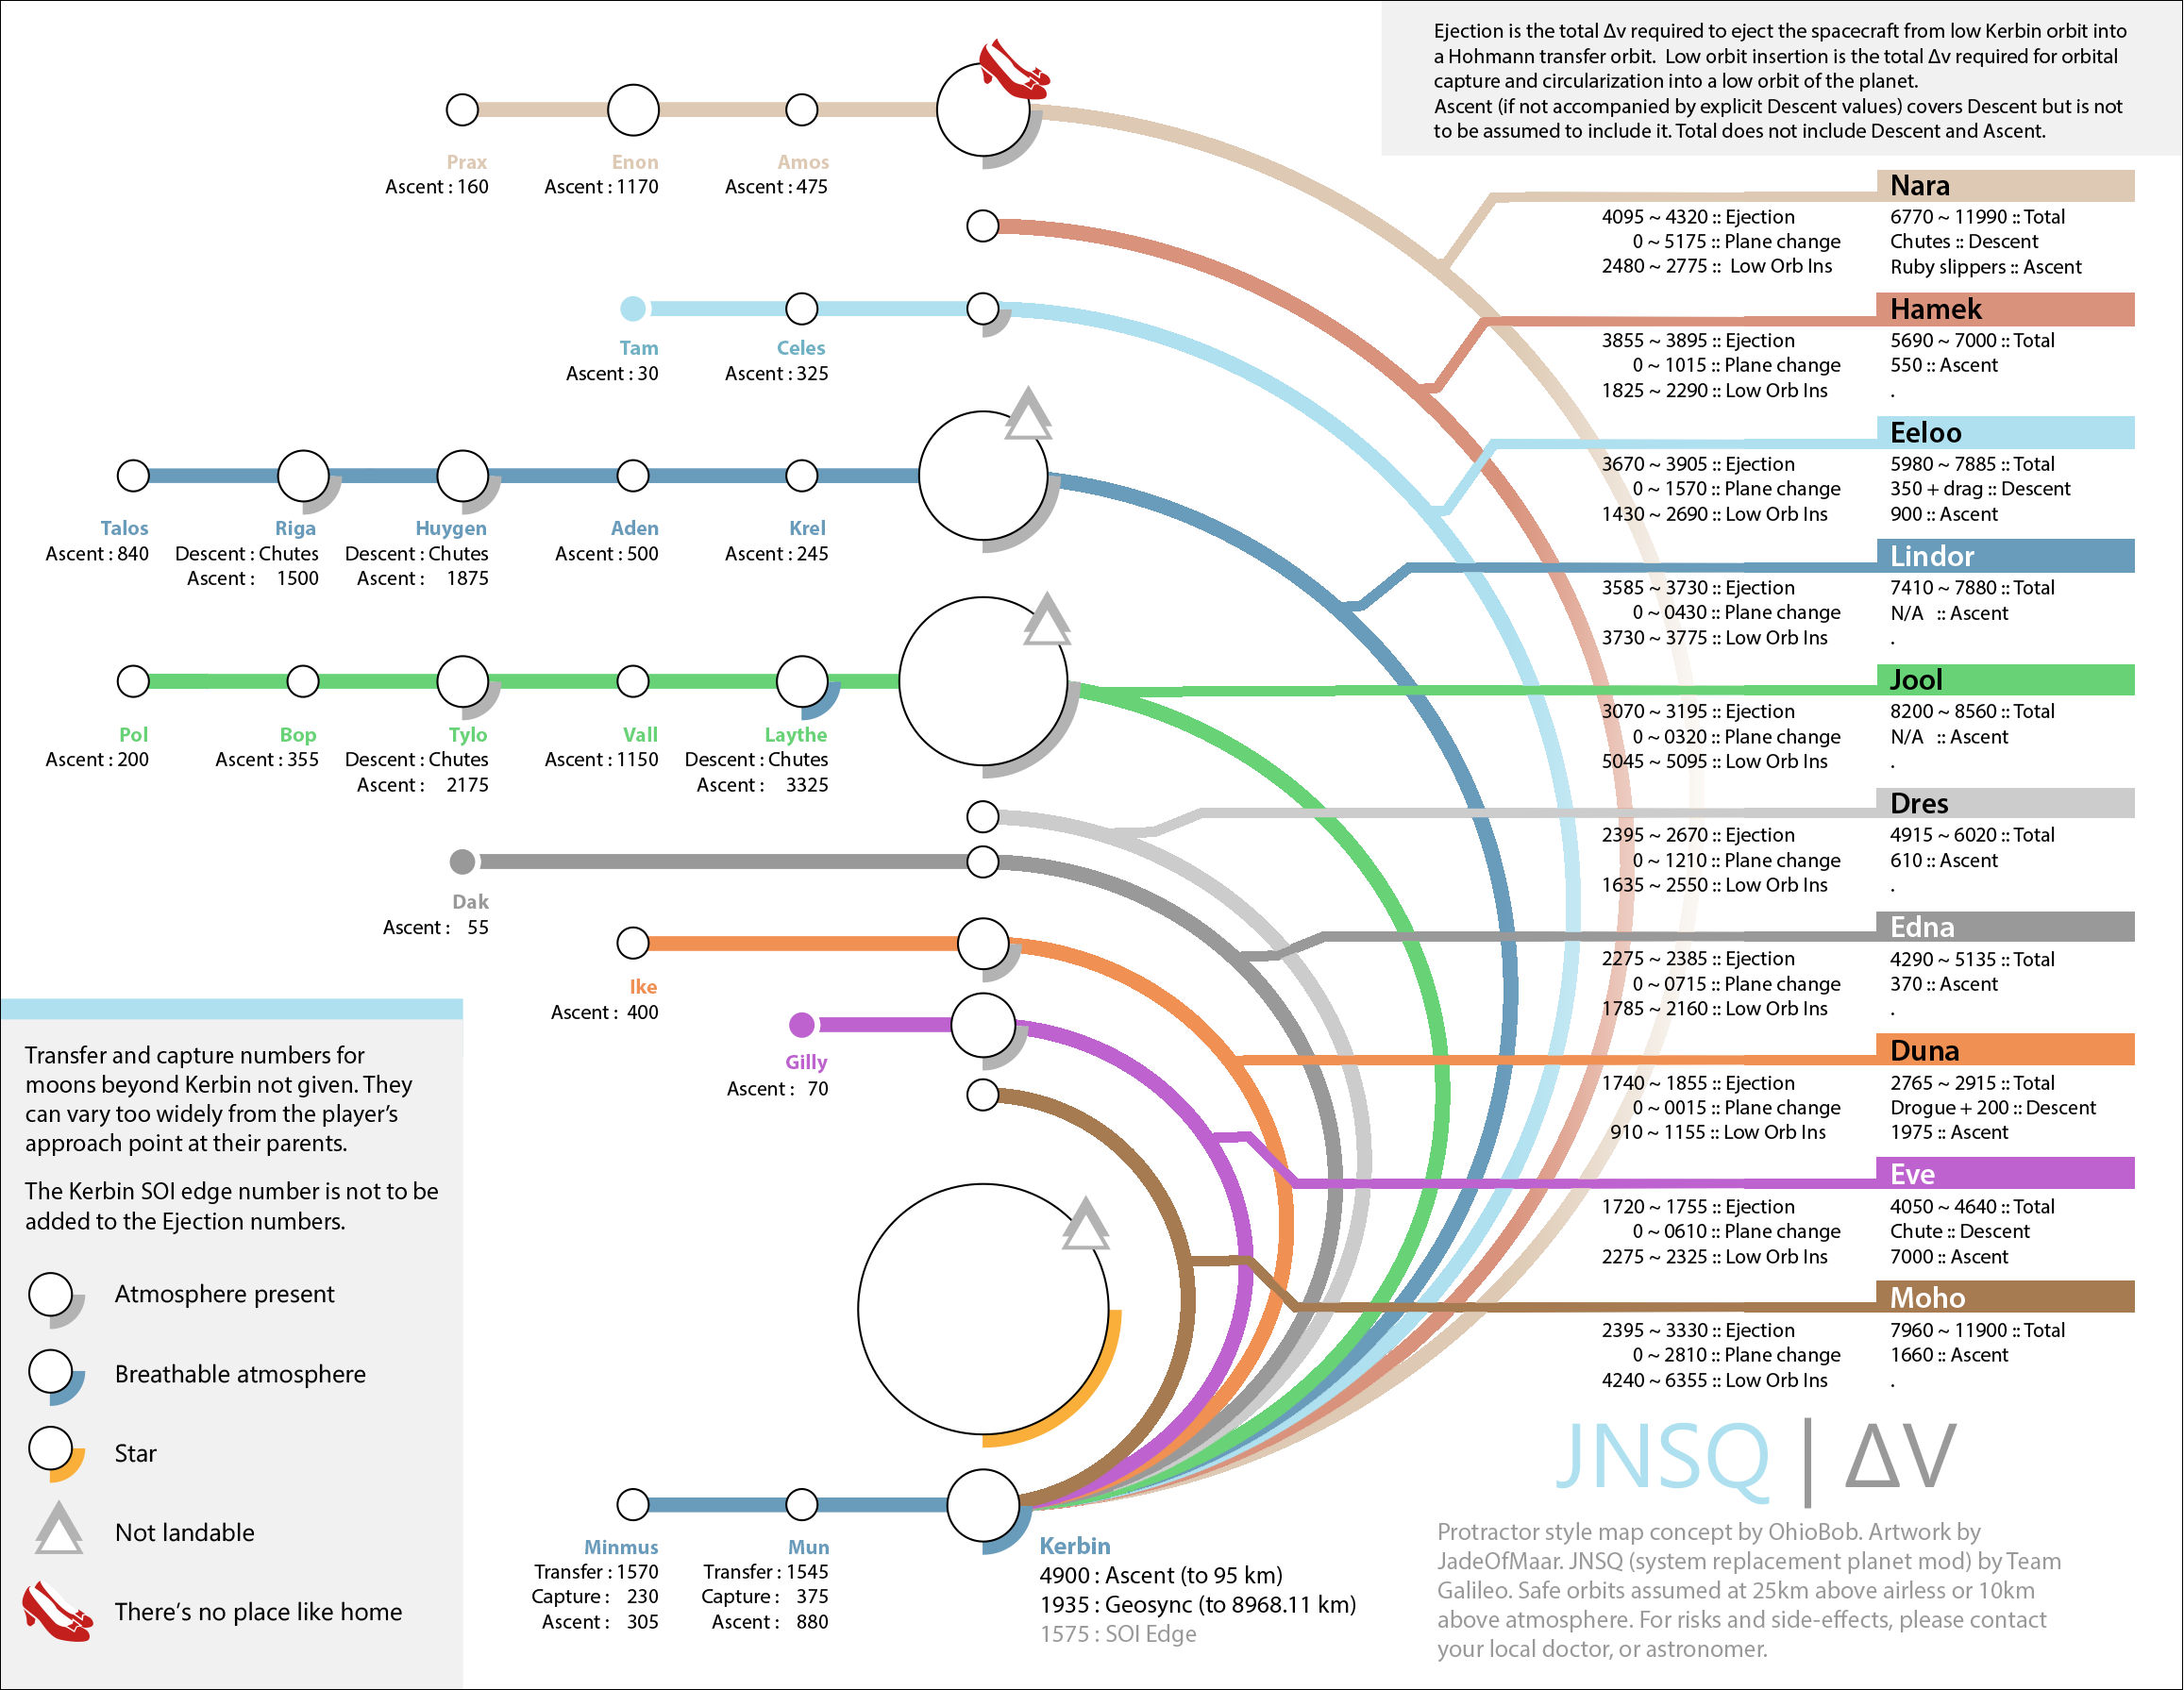 Ejection is the total Δv required to eject the spacecraft from low Kerbin orbit into
a Hohmann transfer orbit.  Low orbit insertion is the total Δv required for orbital
capture and circularization into a low orbit of the planet.
Ascent (if not accompanied by explicit Descent values) covers Descent but is not
to be assumed to include it. Total does not include Descent and Ascent.
Prax
Ascent : 160
Enon
Ascent : 1170
Amos
Ascent : 475
Nara
4095 ~ 4320 :: Ejection
0 ~ 5175 :: Plane change
2480 ~ 2775 :: Low Orb Ins
6770 ~ 11990 :: Total
Chutes :: Descent
Ruby slippers :: Ascent
Hamek
3855 ~ 3895 :: Ejection
0 ~ 1015 :: Plane change
1825 ~ 2290 :: Low Orb Ins
5690 ~ 7000 :: Total
550 :: Ascent
.
Tam
Ascent : 30
Celes
Ascent : 325
Eeloo
3670 ~ 3905 :: Ejection
0 ~ 1570 :: Plane change
1430 ~ 2690 :: Low Orb Ins
5980 ~ 7885 :: Total
350 + drag :: Descent
900 :: Ascent
Talos
Ascent : 840
Riga
Descent : Chutes
Ascent : 1500
Huygen
Descent : Chutes
Ascent : 1875
Aden
Ascent : 500
Krel
Ascent : 245
Lindor
3585 ~ 3730 :: Ejection
0 ~ 0430 :: Plane change
3730 ~ 3775 :: Low Orb Ins
7410 ~ 7880 :: Total
N/A :: Ascent
.
Pol
Ascent : 200
Bop
Ascent : 355
Tylo
Descent : Chutes
Ascent : 2175
Vall
Ascent : 1150
Laythe
Descent : Chutes
Ascent : 3325
Jool
3070 ~ 3195 :: Ejection
0 ~ 0320 :: Plane change
5045 ~ 5095 :: Low Orb Ins
8200 ~ 8560 :: Total
N/A :: Ascent
.
Dres
2395 ~ 2670 :: Ejection
0 ~ 1210 :: Plane change
1635 ~ 2550 :: Low Orb Ins
4915 ~ 6020 :: Total
610 :: Ascent
.
Dak
Ascent : 55
Edna
2275 ~ 2385 :: Ejection
0 ~ 0715 :: Plane change
1785 ~ 2160 :: Low Orb Ins
4290 ~ 5135 :: Total
370 :: Ascent
.
Ike
Ascent : 400
Duna
1740 ~ 1855 :: Ejection
0 ~ 0015 :: Plane change
910 ~ 1155 :: Low Orb Ins
2765 ~ 2915 :: Total
Drogue + 200 :: Descent
1975 :: Ascent
Gilly
Ascent : 70
Eve
1720 ~ 1755 :: Ejection
0 ~ 0610 :: Plane change
2275 ~ 2325 :: Low Orb Ins
4050 ~ 4640 :: Total
Chute :: Descent
7000 :: Ascent
Moho
2395 ~ 3330 :: Ejection
0 ~ 2810 :: Plane change
4240 ~ 6355 :: Low Orb Ins
7960 ~ 11900 :: Total
1660 :: Ascent
.
Transfer and capture numbers for
moons beyond Kerbin not given. They
can vary too widely from the player's
approach point at their parents.
The Kerbin SOI edge number is not to be
added to the Ejection numbers.
Atmosphere present
Breathable atmosphere
Star
Not landable
There's no place like home
Minmus
Transfer : 1570
Capture : 230
Ascent : 305
Mun
Transfer : 1545
Capture : 375
Ascent : 880
Kerbin
4900 : Ascent (to 95 km)
1935 : Geosync (to 8968.11 km)
1575 : SOI Edge
JNSQ | ΔV
Protractor style map concept by OhioBob. Artwork by
JadeOfMaar. JNSQ (system replacement planet mod) by Team
Galileo. Safe orbits assumed at 25km above airless or 10km
above atmosphere. For risks and side-effects, please contact
your local doctor, or astronomer.